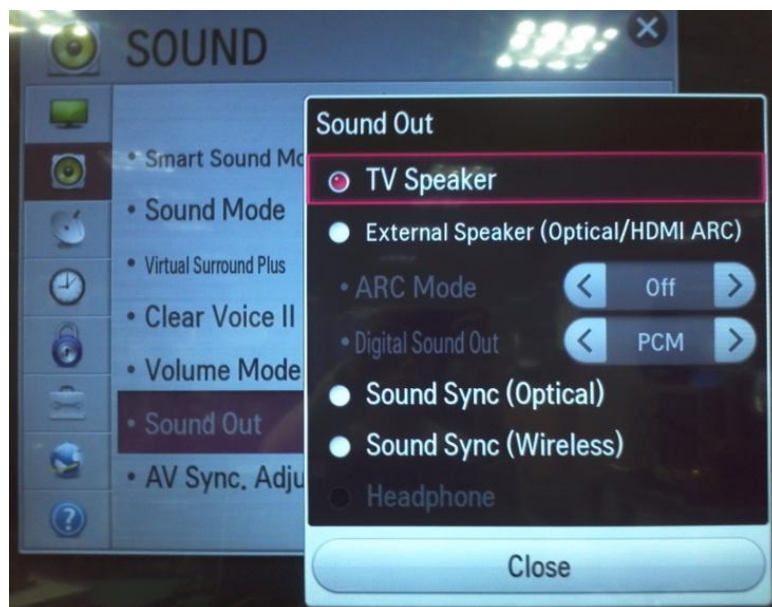 SOUND
• Smart Sound Mo
• Sound Mode
• Virtual Surround Plus
• Clear Voice II
• Volume Mode
• Sound Out
• AV Sync. Adju
?
Sound Out
TV Speaker
External Speaker (Optical/HDMI ARC)
• ARC Mode < Off >
• Digital Sound Out < PCM >
Sound Sync (Optical)
Sound Sync (Wireless)
Headphone
Close